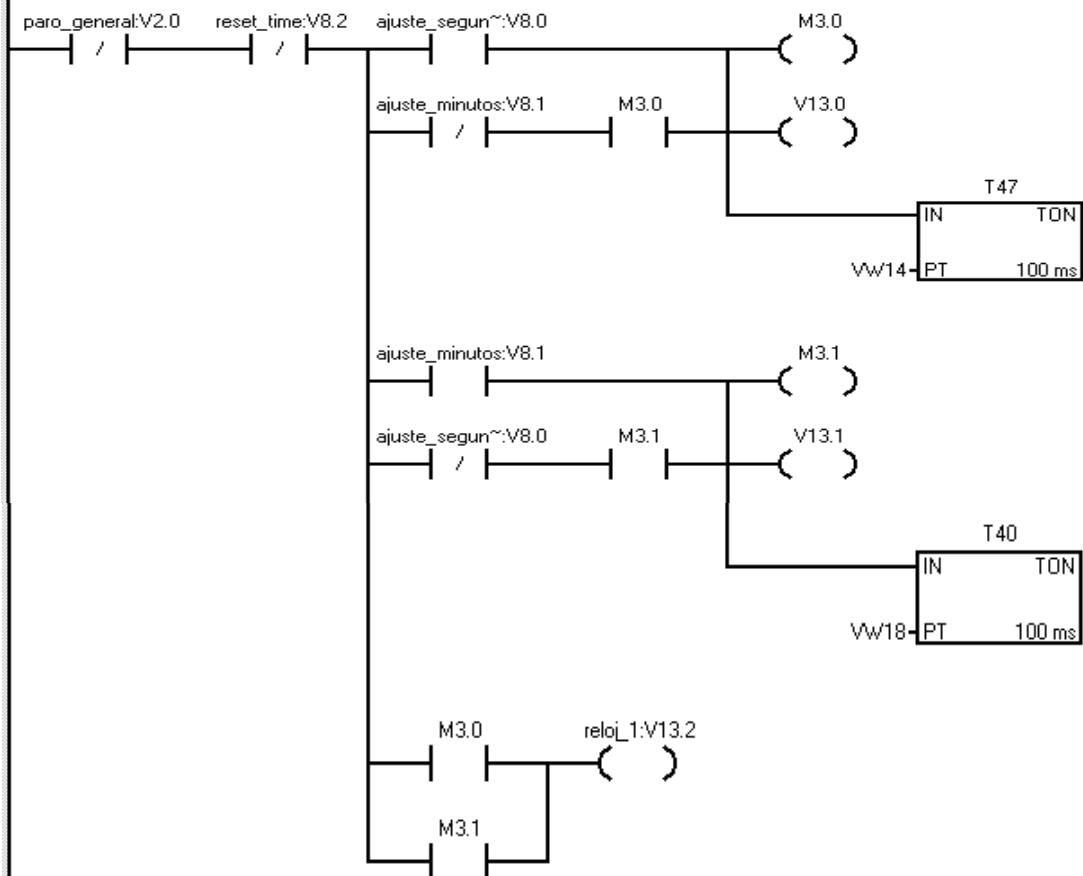 paro_general:V2.0 reset_time:V8.2 ajuste_segun~:V8.0 M3.0
/ /
ajuste_minutos:V8.1 M3.0 V13.0
/
T47
IN TON
VW14 PT 100 ms
ajuste_minutos:V8.1 M3.1
ajuste_segun~:V8.0 M3.1 V13.1
/
T40
IN TON
VW18 PT 100 ms
M3.0 reloj_1:V13.2
M3.1